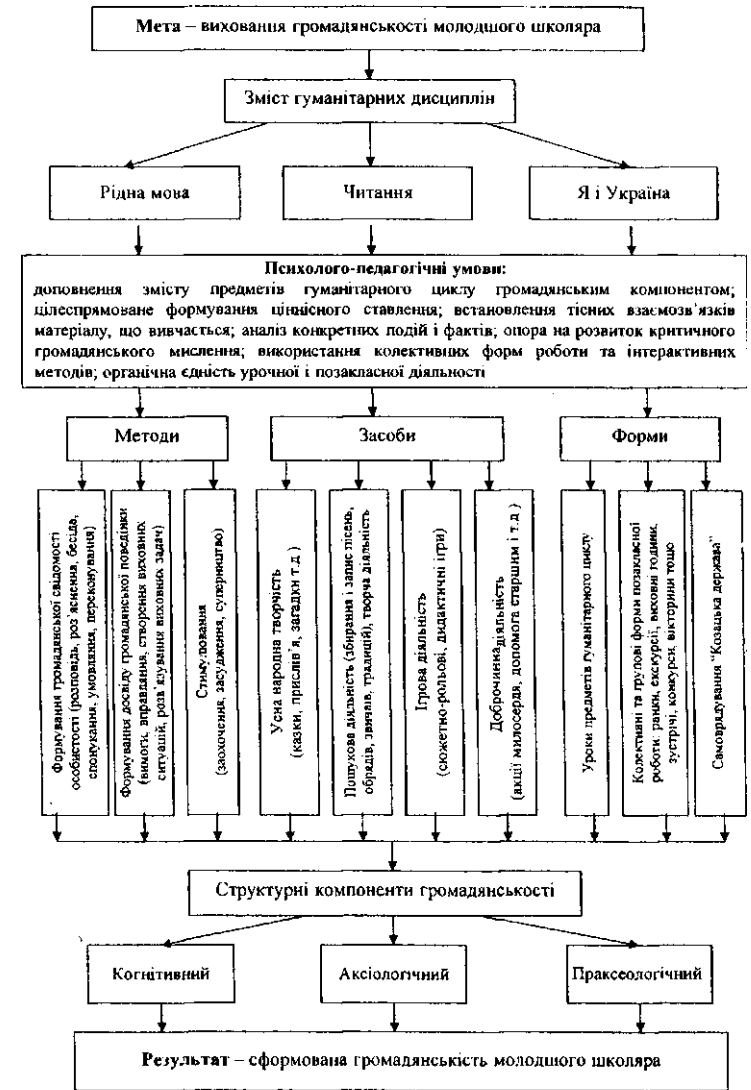 Мета – виховання громадянськості молодшого школяра
Зміст гуманітарних дисциплін
Рідна мова
Читання
Я і Україна
Психолого-педагогічні умови:
доповнення змісту предметів гуманітарного циклу громадянським компонентом;
цілеспрямоване формування ціннісного ставлення; встановлення тісних взаємозв'язків
матеріалу, що вивчається; аналіз конкретних подій і фактів; опора на розвиток критичного
громадянського мислення; використання колективних форм роботи та інтерактивних
методів; органічна єдність урочної і позакласної діяльності
Методи
Засоби
Форми
Формування громадянської свідомості
особистості (розповідь, роз'яснення, бесіда,
спонукання, умовляння, переконування)
Формування досвіду громадянської поведінки
(вимоги, вправляння, створення виховних
ситуацій, розв'язування виховних задач)
Стимулювання
(заохочення, засудження, суперництво)
Усна народна творчість
(казки, прислів'я, загадки т.д.)
Пошукова діяльність (збирання і запис пісень,
обрядів, звичаїв, традицій), творча діяльність
Ігрова діяльність
(сюжетно-рольові, дидактичні ігри)
Доброчинна діяльність
(акції милосердя, допомога старшим і т.д.)
Уроки предметів гуманітарного циклу
Колективні та групові форми позакласної
роботи: ранки, екскурсії, виховні години,
зустрічі, конкурси, вікторини тощо
Самоврядування "Козацька держава"
Структурні компоненти громадянськості
Когнітивний
Аксіологічний
Праксеологічний
Результат – сформована громадянськість молодшого школяра